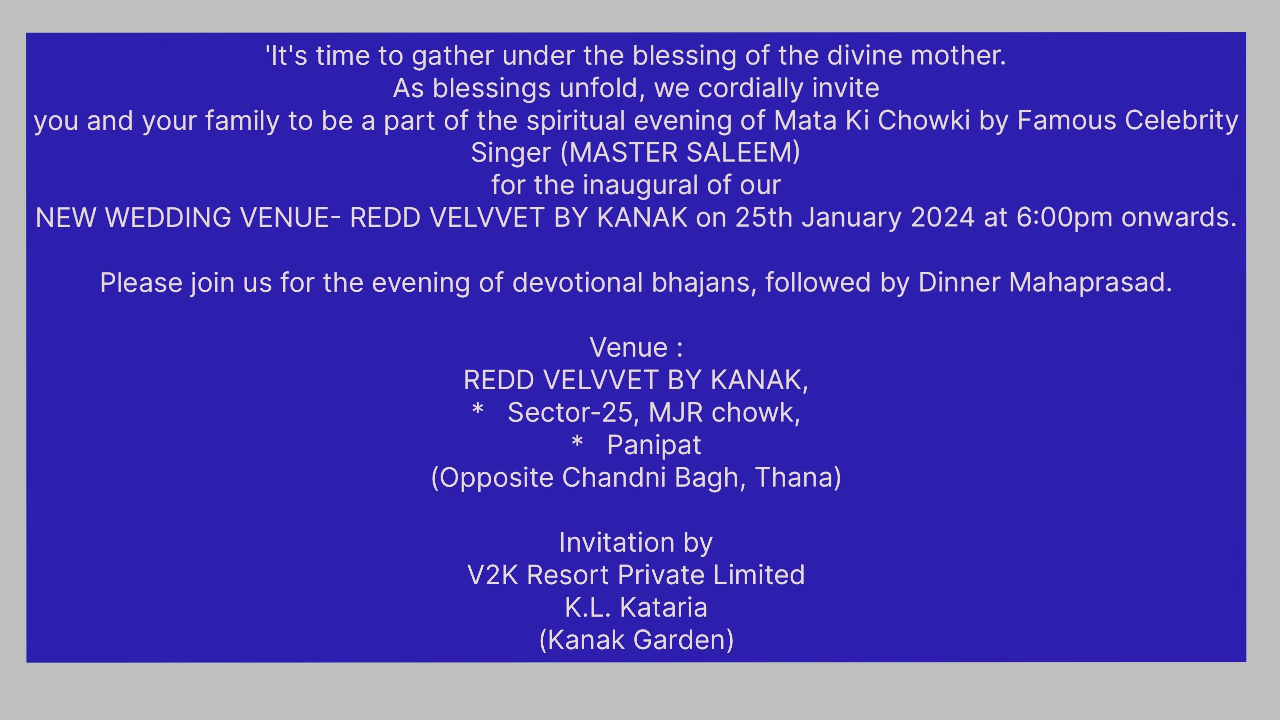 'It's time to gather under the blessing of the divine mother.
As blessings unfold, we cordially invite
you and your family to be a part of the spiritual evening of Mata Ki Chowki by Famous Celebrity
Singer (MASTER SALEEM)
for the inaugural of our
NEW WEDDING VENUE- REDD VELVVET BY KANAK on 25th January 2024 at 6:00pm onwards.
Please join us for the evening of devotional bhajans, followed by Dinner Mahaprasad.
Venue :
REDD VELVVET BY KANAK,
* Sector-25, MJR chowk,
* Panipat
(Opposite Chandni Bagh, Thana)
Invitation by
V2K Resort Private Limited
K.L. Kataria
(Kanak Garden)